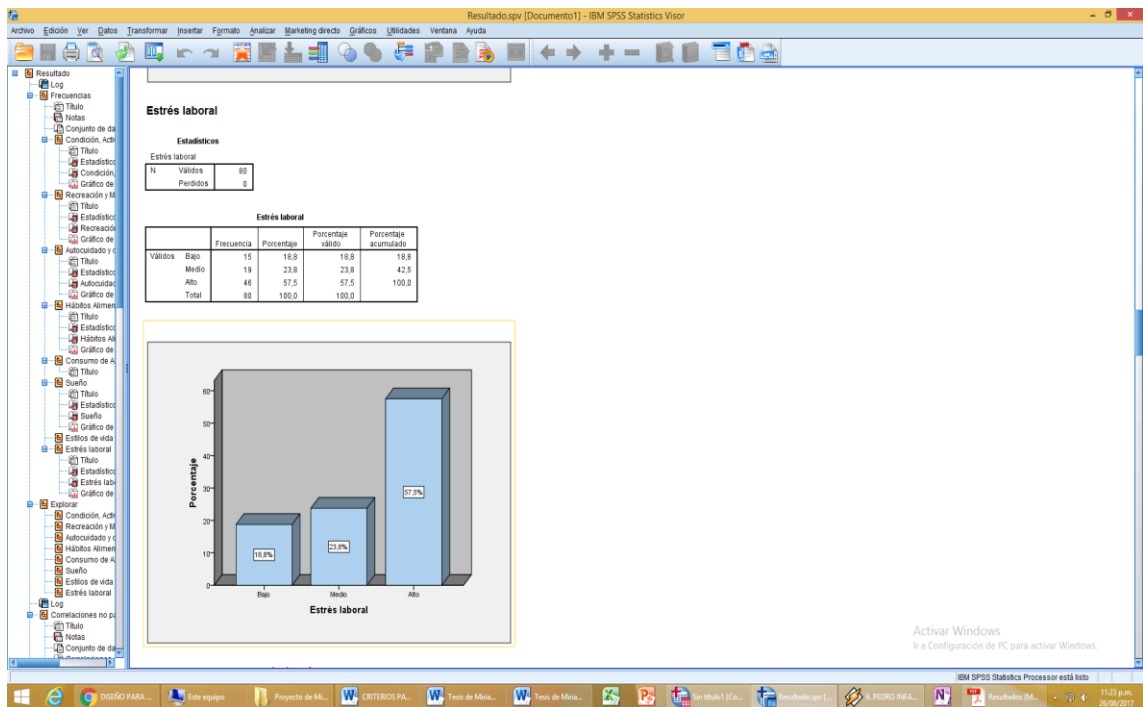 Resultado.spv [Documento1] - IBM SPSS Statistics Visor
Archivo Edición Ver Datos Transformar Insertar Formato Analizar Marketing directo Gráficos Utilidades Ventana Ayuda
Resultado
Log
Frecuencias
Título
Notas
Conjunto de da
Condición, Acti
Título
Estadístico
Condición,
Gráfico de
Recreación y M
Título
Estadístico
Recreació
Gráfico de
Autocuidado y c
Título
Estadístico
Autocuidac
Gráfico de
Hábitos Alimen
Título
Estadístico
Hábitos Ali
Gráfico de
Consumo de A
Título
Sueño
Título
Estadístico
Sueño
Gráfico de
Estilos de vida
Estrés laboral
Título
Estadístico
Estrés lab
Gráfico de
Explorar
Condición, Acti
Recreación y M
Autocuidado y c
Hábitos Alimen
Consumo de A
Sueño
Estilos de vida
Estrés laboral
Log
Correlaciones no pa
Título
Notas
Conjunto de da
Estrés laboral
Estadísticos
Estrés laboral
N Válidos 80
Perdidos 0
Estrés laboral
Frecuencia Porcentaje Porcentaje válido Porcentaje acumulado
Válidos Bajo 15 18,8 18,8 18,8
Medio 19 23,8 23,8 42,5
Alto 46 57,5 57,5 100,0
Total 80 100,0 100,0
Porcentaje
60
50
40
30
20
10
0
18,8%
23,8%
57,5%
Bajo Medio Alto
Estrés laboral
Activar Windows
Ir a Configuración de PC para activar Windows.
IBM SPSS Statistics Processor está listo
DISEÑO PARA ... Este equipo Proyecto de Mi... CRITERIOS PA... Tesis de Miria... Tesis de Miria... Sin título1 [Co... Resultado.spv [... 9. PEDRO INFA... Resultados (M...
11:23 p.m.
26/08/2017